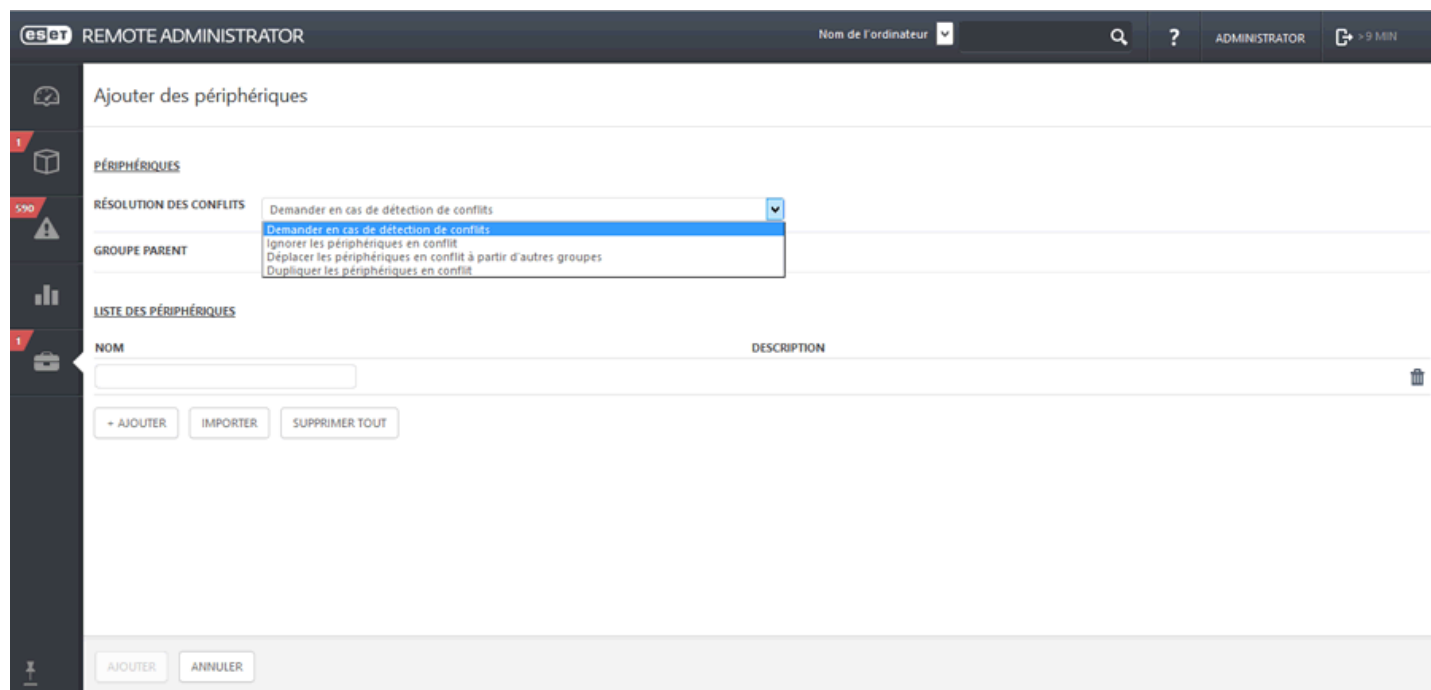 eset REMOTE ADMINISTRATOR Nom de l'ordinateur ? ADMINISTRATOR >9 MIN
Ajouter des périphériques
1
PÉRIPHÉRIQUES
590
RÉSOLUTION DES CONFLITS Demander en cas de détection de conflits
Demander en cas de détection de conflits
Ignorer les périphériques en conflit
GROUPE PARENT
Déplacer les périphériques en conflit à partir d'autres groupes
Dupliquer les périphériques en conflit
LISTE DES PÉRIPHÉRIQUES
1
NOM DESCRIPTION
+ AJOUTER IMPORTER SUPPRIMER TOUT
AJOUTER ANNULER